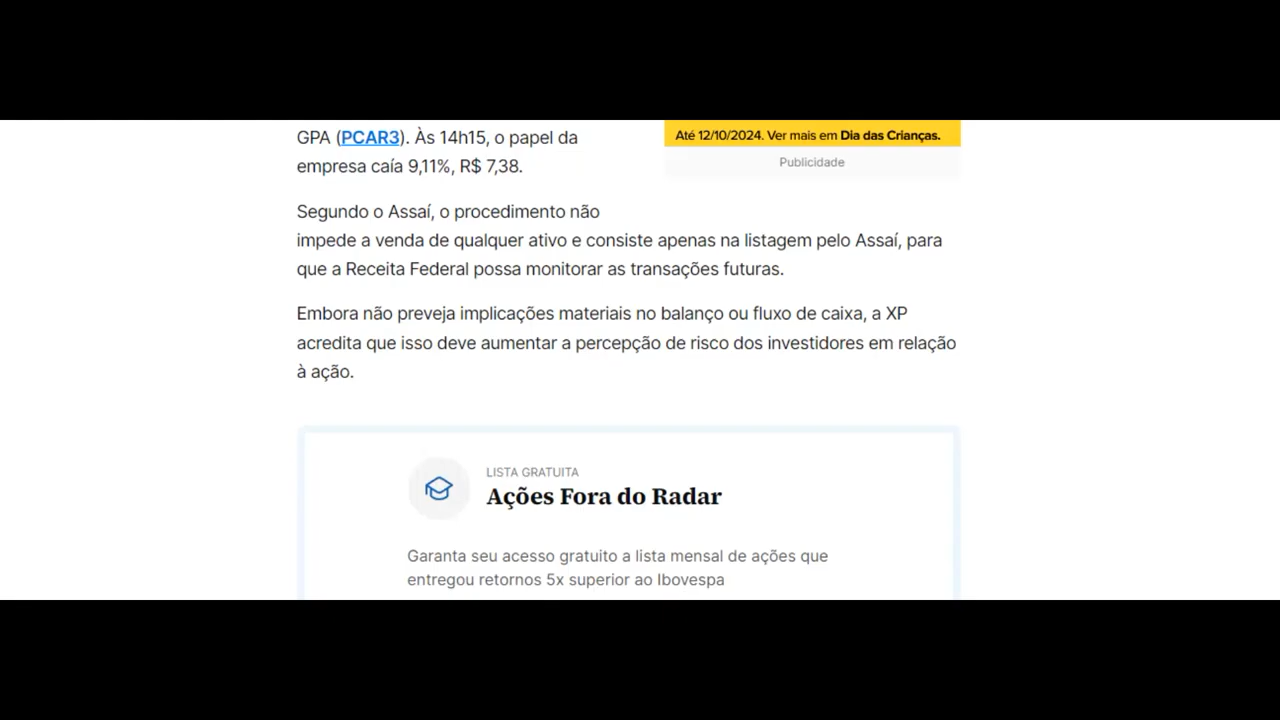 GPA (PCAR3). Às 14h15, o papel da
empresa caía 9,11%, R$ 7,38.
Até 12/10/2024. Ver mais em Dia das Crianças.
Publicidade
Segundo o Assaí, o procedimento não
impede a venda de qualquer ativo e consiste apenas na listagem pelo Assaí, para
que a Receita Federal possa monitorar as transações futuras.
Embora não preveja implicações materiais no balanço ou fluxo de caixa, a XP
acredita que isso deve aumentar a percepção de risco dos investidores em relação
à ação.
LISTA GRATUITA
Ações Fora do Radar
Garanta seu acesso gratuito a lista mensal de ações que
entregou retornos 5x superior ao Ibovespa